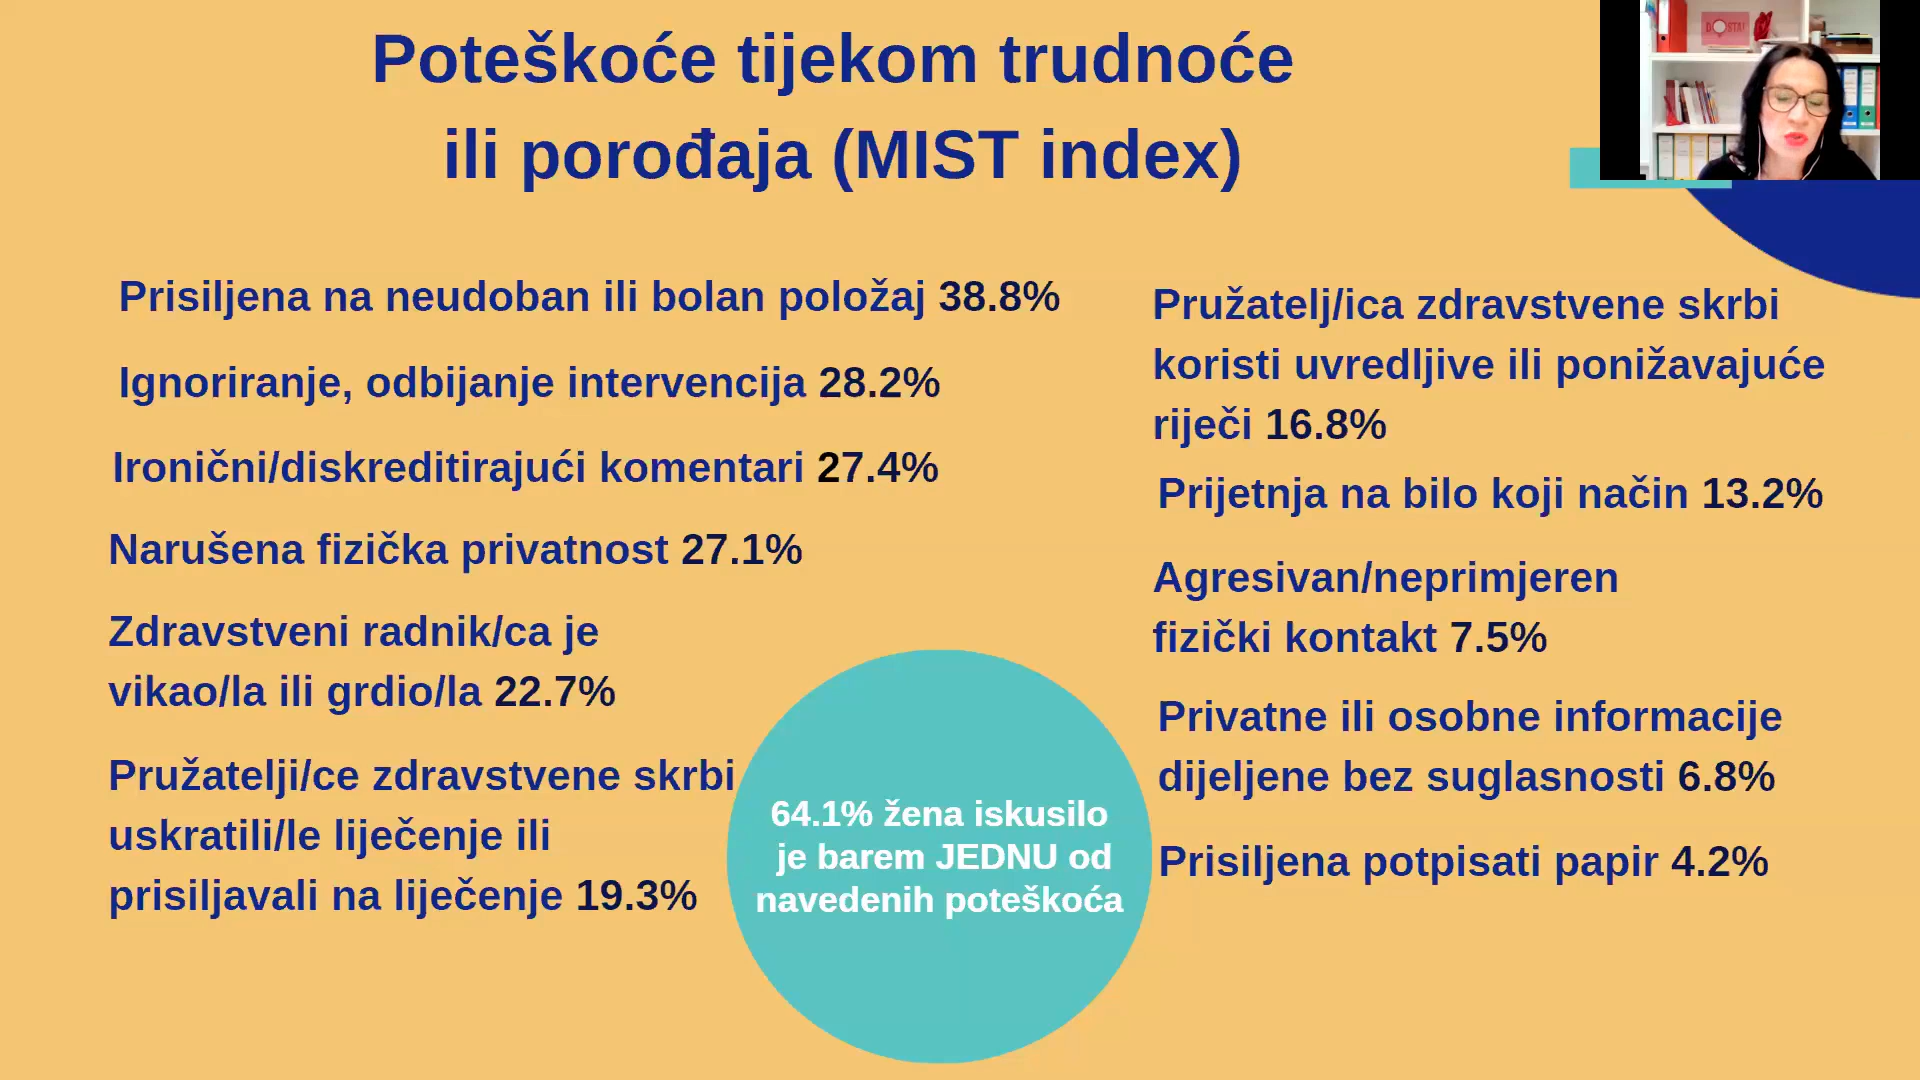 Poteškoće tijekom trudnoće
ili porođaja (MIST index)
DOSTA!
Prisiljena na neudoban ili bolan položaj 38.8%
Ignoriranje, odbijanje intervencija 28.2%
Ironični/diskreditirajući komentari 27.4%
Narušena fizička privatnost 27.1%
Zdravstveni radnik/ca je
vikao/la ili grdio/la 22.7%
Pružatelji/ce zdravstvene skrbi
uskratili/le liječenje ili
prisiljavali na liječenje 19.3%
64.1% žena iskusilo
je barem JEDNU od
navedenih poteškoća
Pružatelj/ica zdravstvene skrbi
koristi uvredljive ili ponižavajuće
riječi 16.8%
Prijetnja na bilo koji način 13.2%
Agresivan/neprimjeren
fizički kontakt 7.5%
Privatne ili osobne informacije
dijeljene bez suglasnosti 6.8%
Prisiljena potpisati papir 4.2%